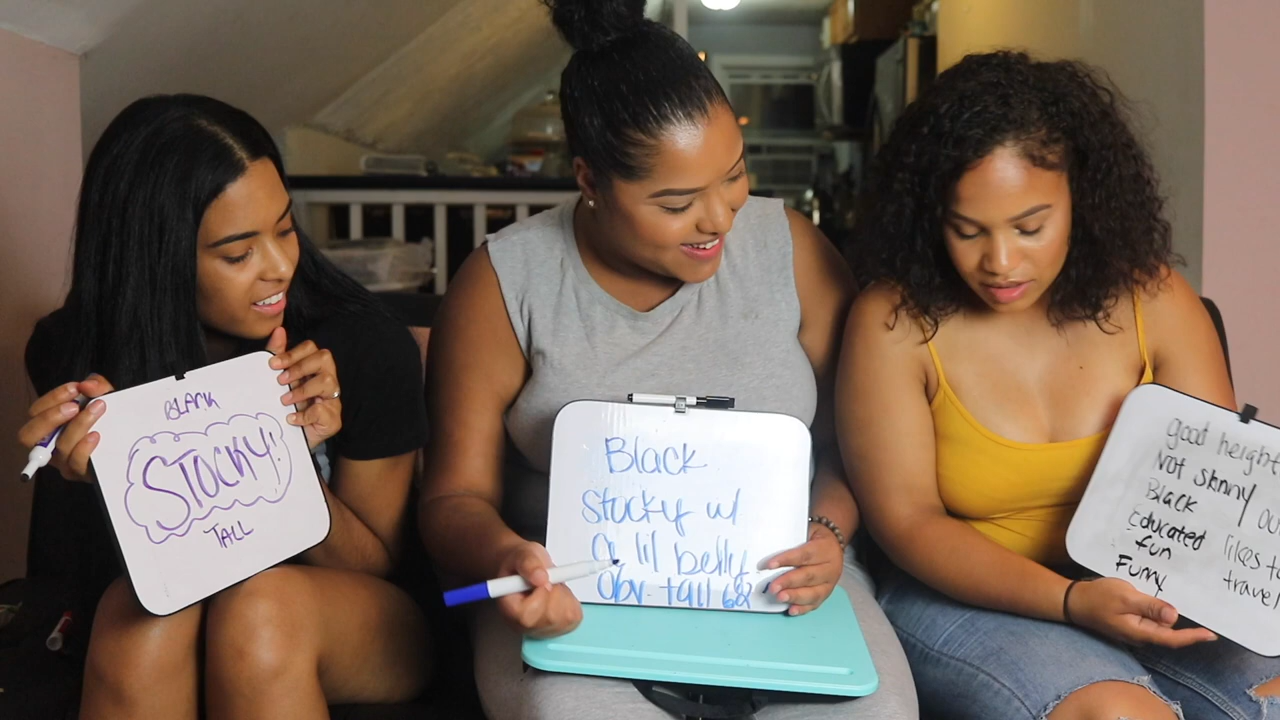 BLACK
STOCKY!
TALL
Black
stocky w/
a lil belly
obv tall 6'2"
good height
Not skinny
Black
Educated
fun
Funny
likes to
travel